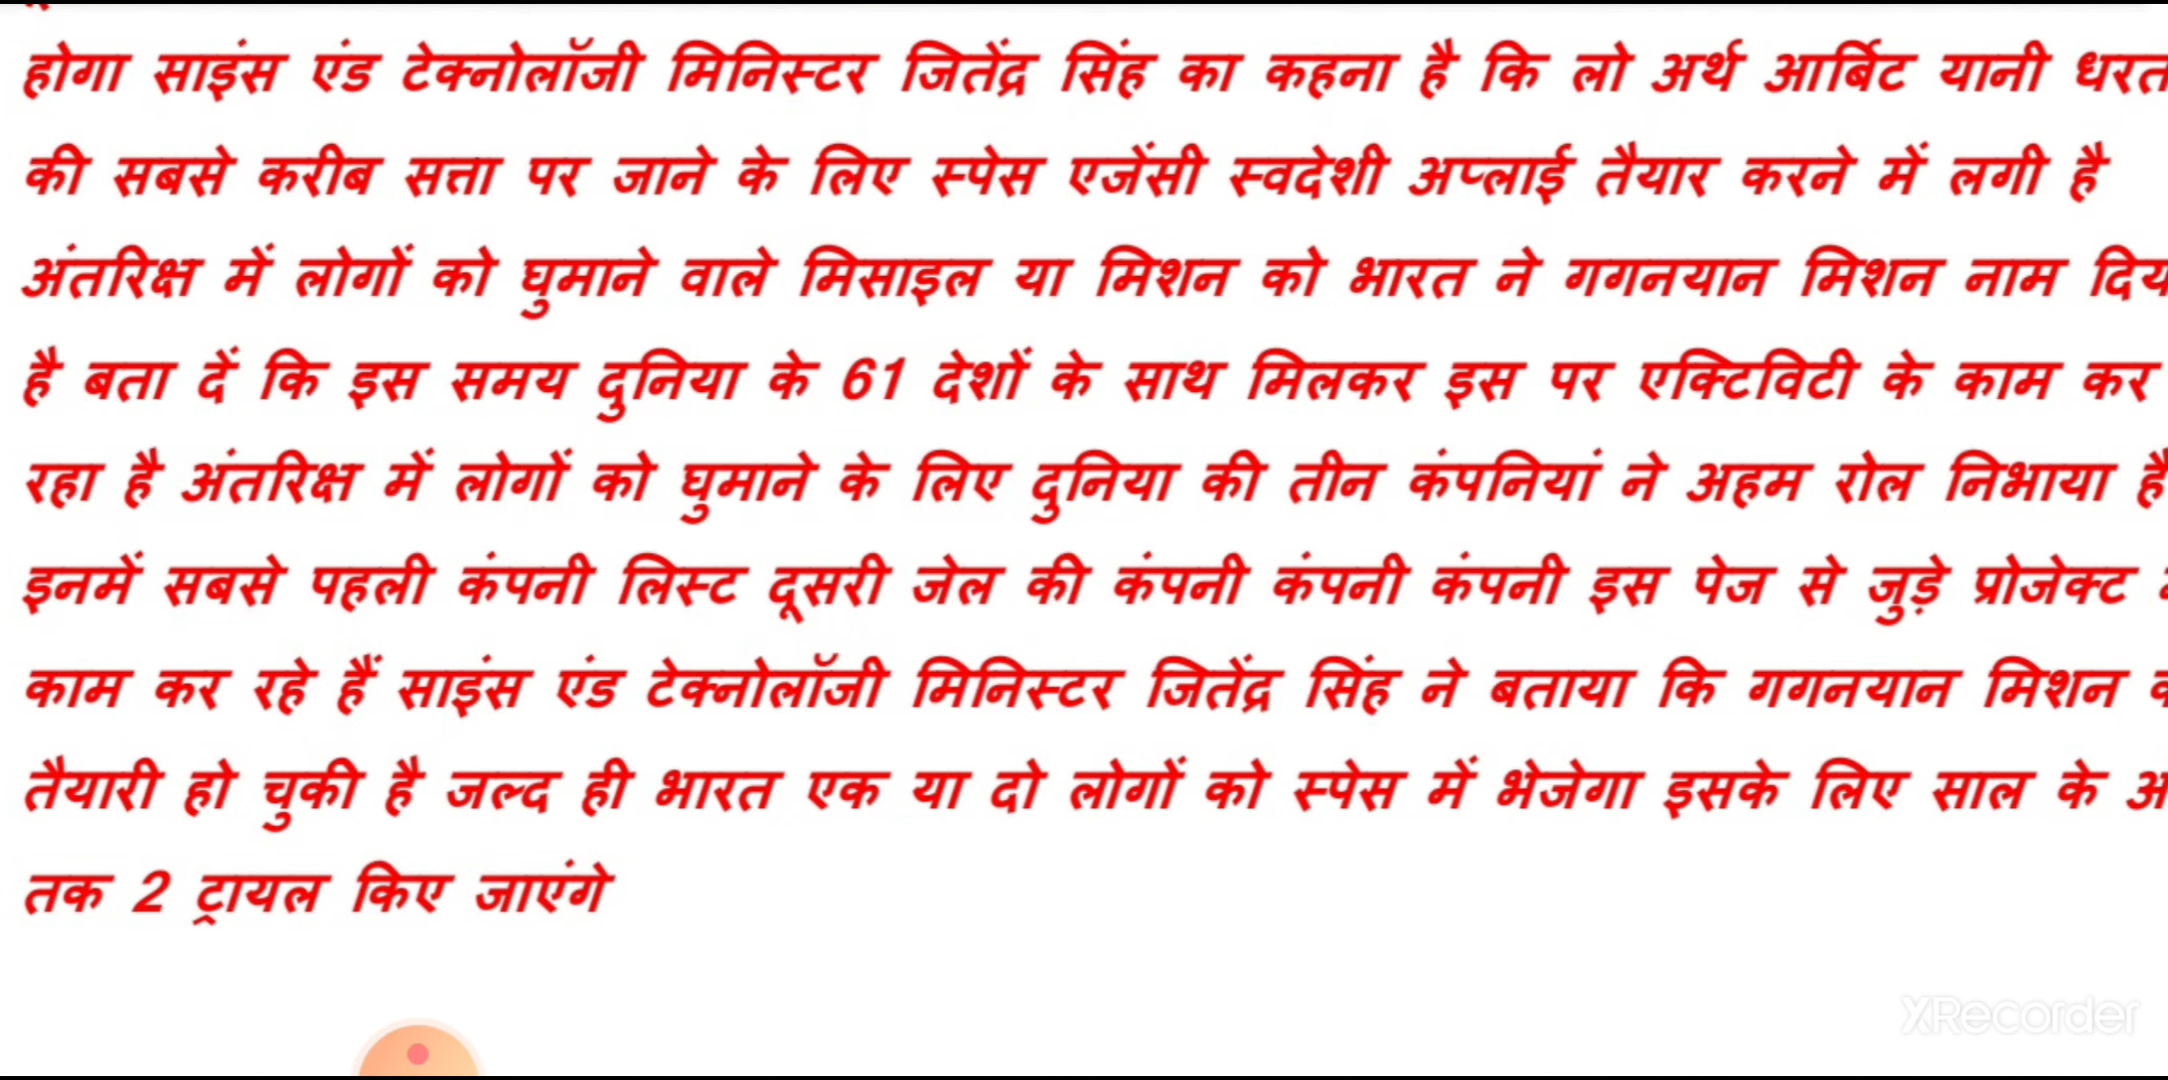 होगा साइंस एंड टेक्नोलॉजी मिनिस्टर जितेंद्र सिंह का कहना है कि लो अर्थ आर्बिट यानी धरत
की सबसे करीब सत्ता पर जाने के लिए स्पेस एजेंसी स्वदेशी अप्लाई तैयार करने में लगी है
अंतरिक्ष में लोगों को घुमाने वाले मिसाइल या मिशन को भारत ने गगनयान मिशन नाम दिय
है बता दें कि इस समय दुनिया के 61 देशों के साथ मिलकर इस पर एक्टिविटी के काम कर
रहा है अंतरिक्ष में लोगों को घुमाने के लिए दुनिया की तीन कंपनियां ने अहम रोल निभाया है
इनमें सबसे पहली कंपनी लिस्ट दूसरी जेल की कंपनी कंपनी कंपनी इस पेज से जुड़े प्रोजेक्ट
काम कर रहे हैं साइंस एंड टेक्नोलॉजी मिनिस्टर जितेंद्र सिंह ने बताया कि गगनयान मिशन
तैयारी हो चुकी है जल्द ही भारत एक या दो लोगों को स्पेस में भेजेगा इसके लिए साल के अ
तक 2 ट्रायल किए जाएंगे
XRecorder